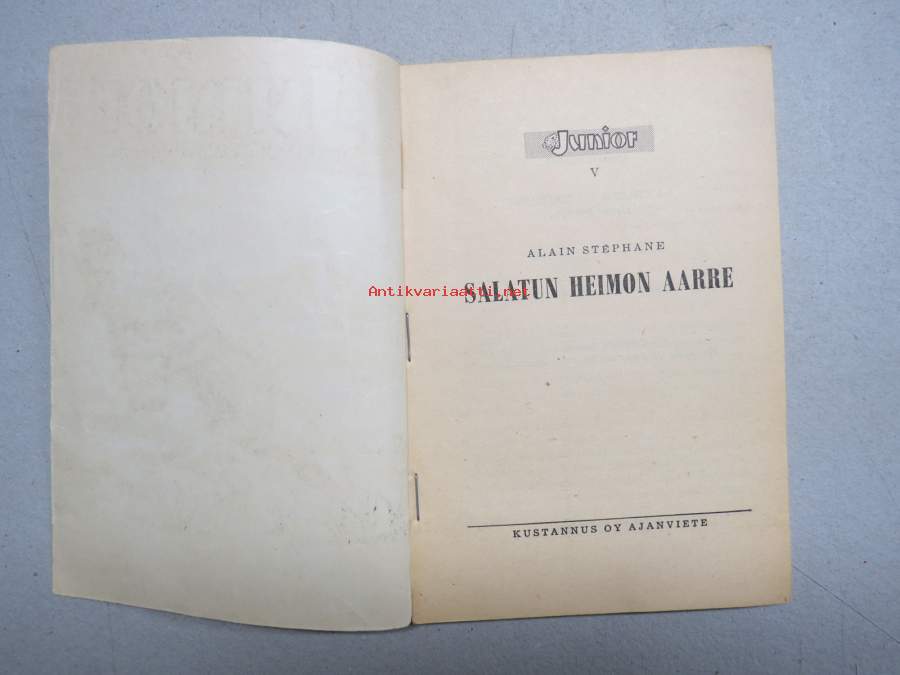 Junior
V
ALAIN STÉPHANE
Antikvariaatti.net
SALATUN HEIMON AARRE
KUSTANNUS OY AJANVIETE